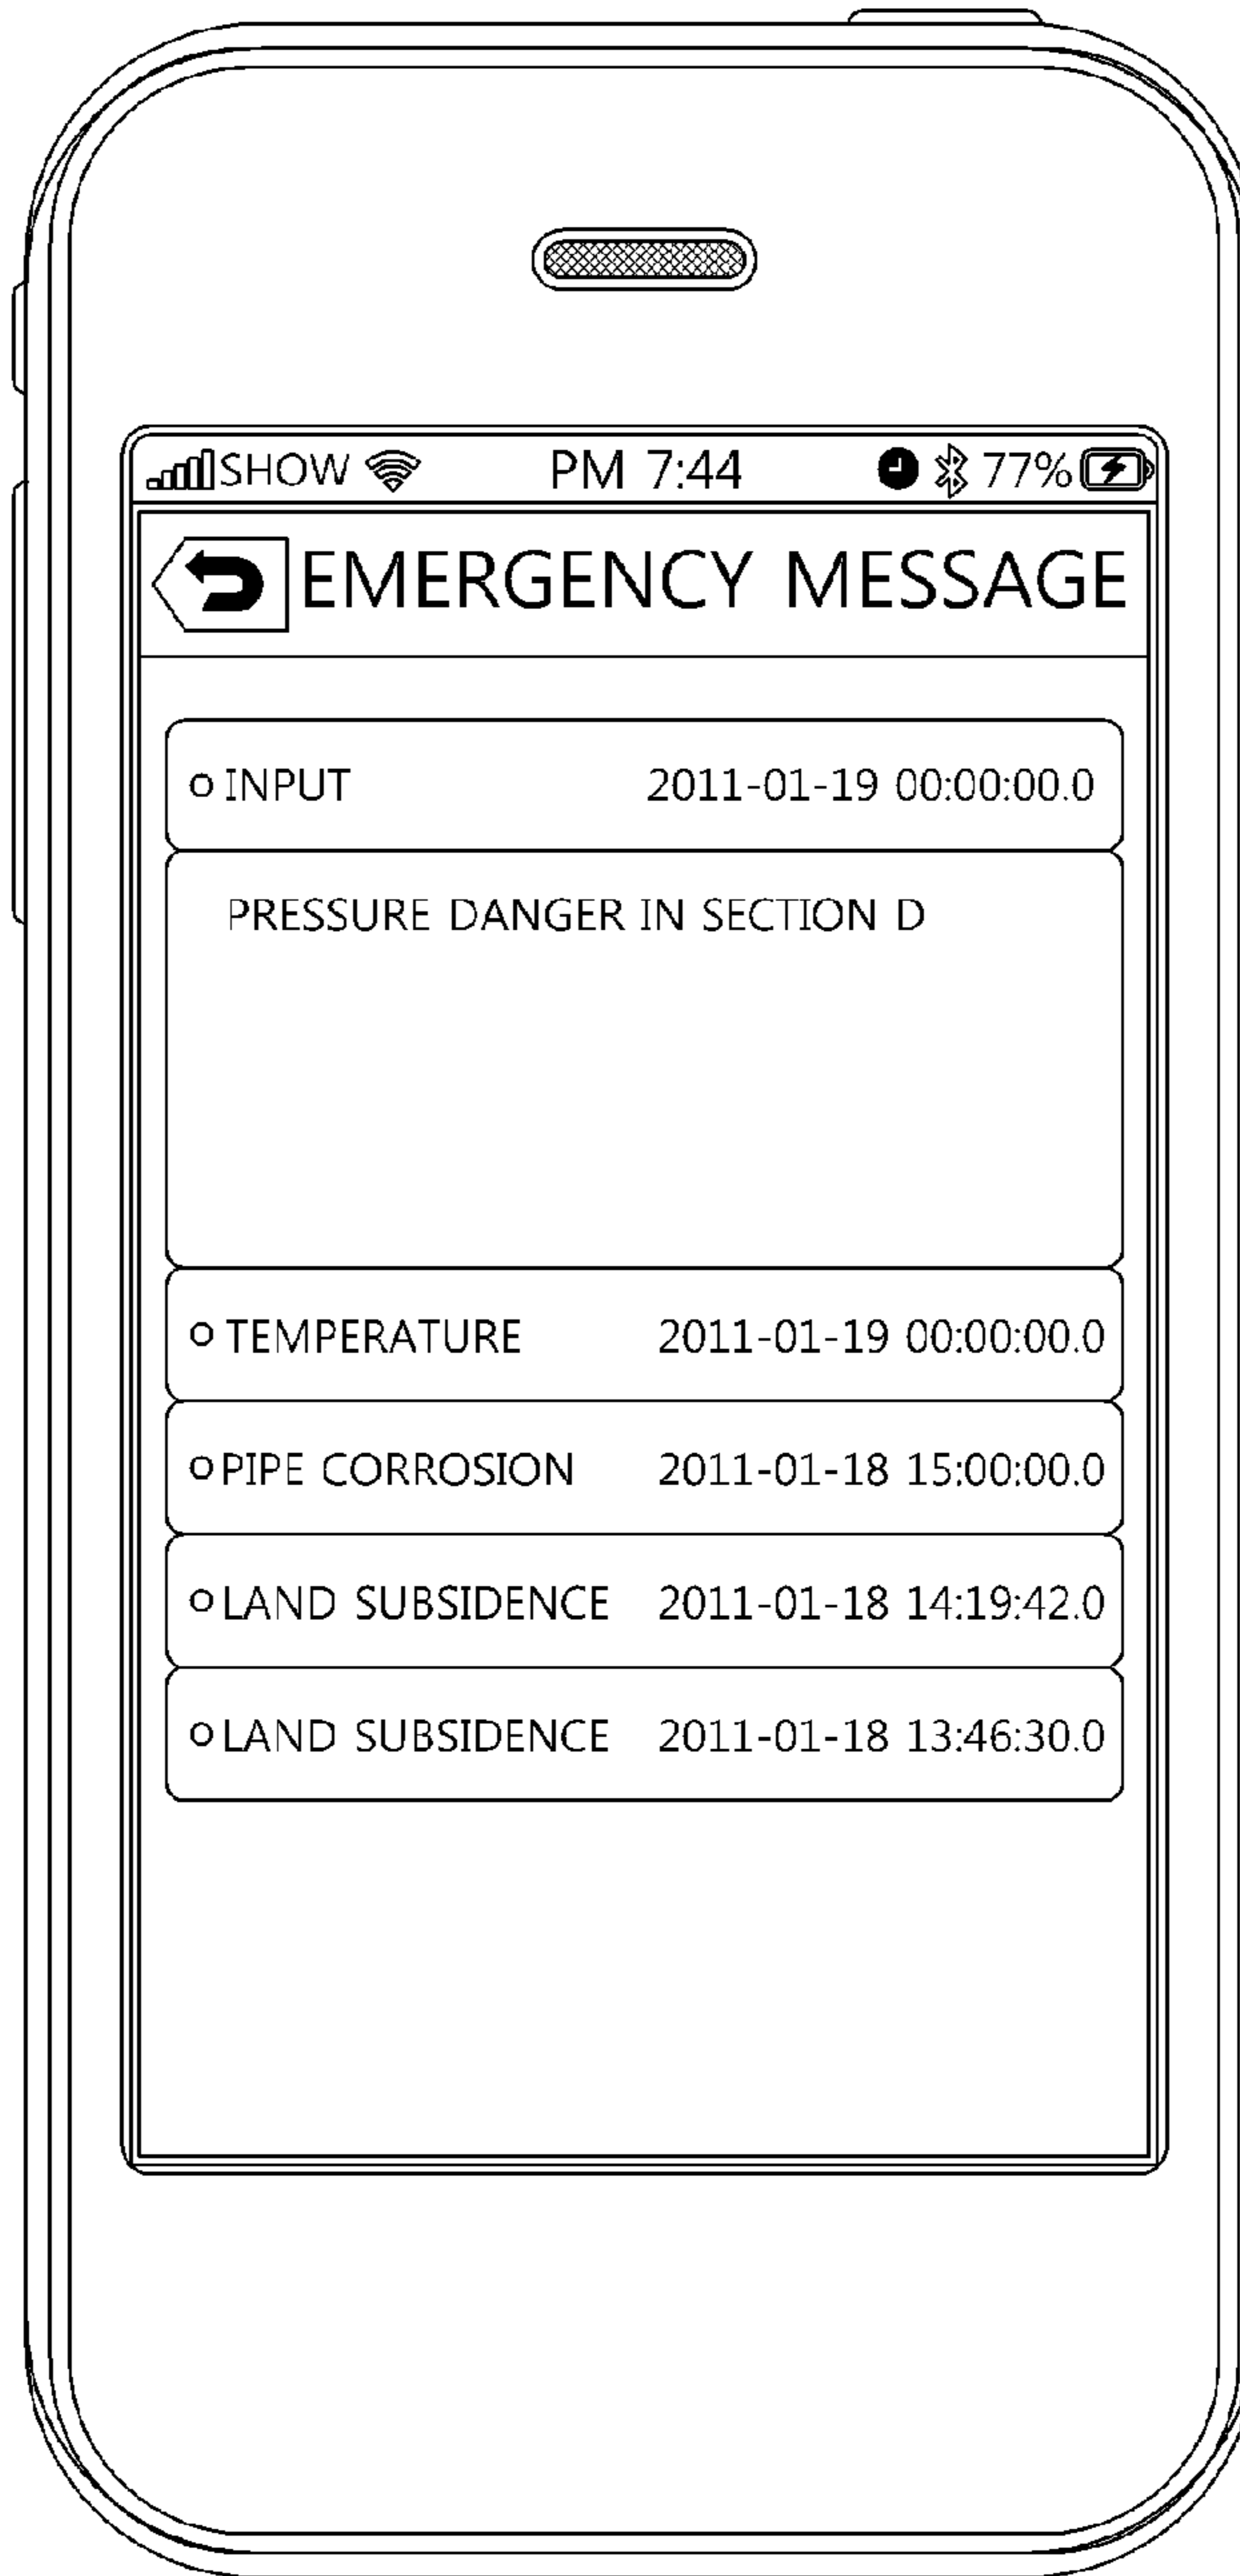 SHOW PM 7:44 77%
EMERGENCY MESSAGE
INPUT 2011-01-19 00:00:00.0
PRESSURE DANGER IN SECTION D
TEMPERATURE 2011-01-19 00:00:00.0
PIPE CORROSION 2011-01-18 15:00:00.0
LAND SUBSIDENCE 2011-01-18 14:19:42.0
LAND SUBSIDENCE 2011-01-18 13:46:30.0